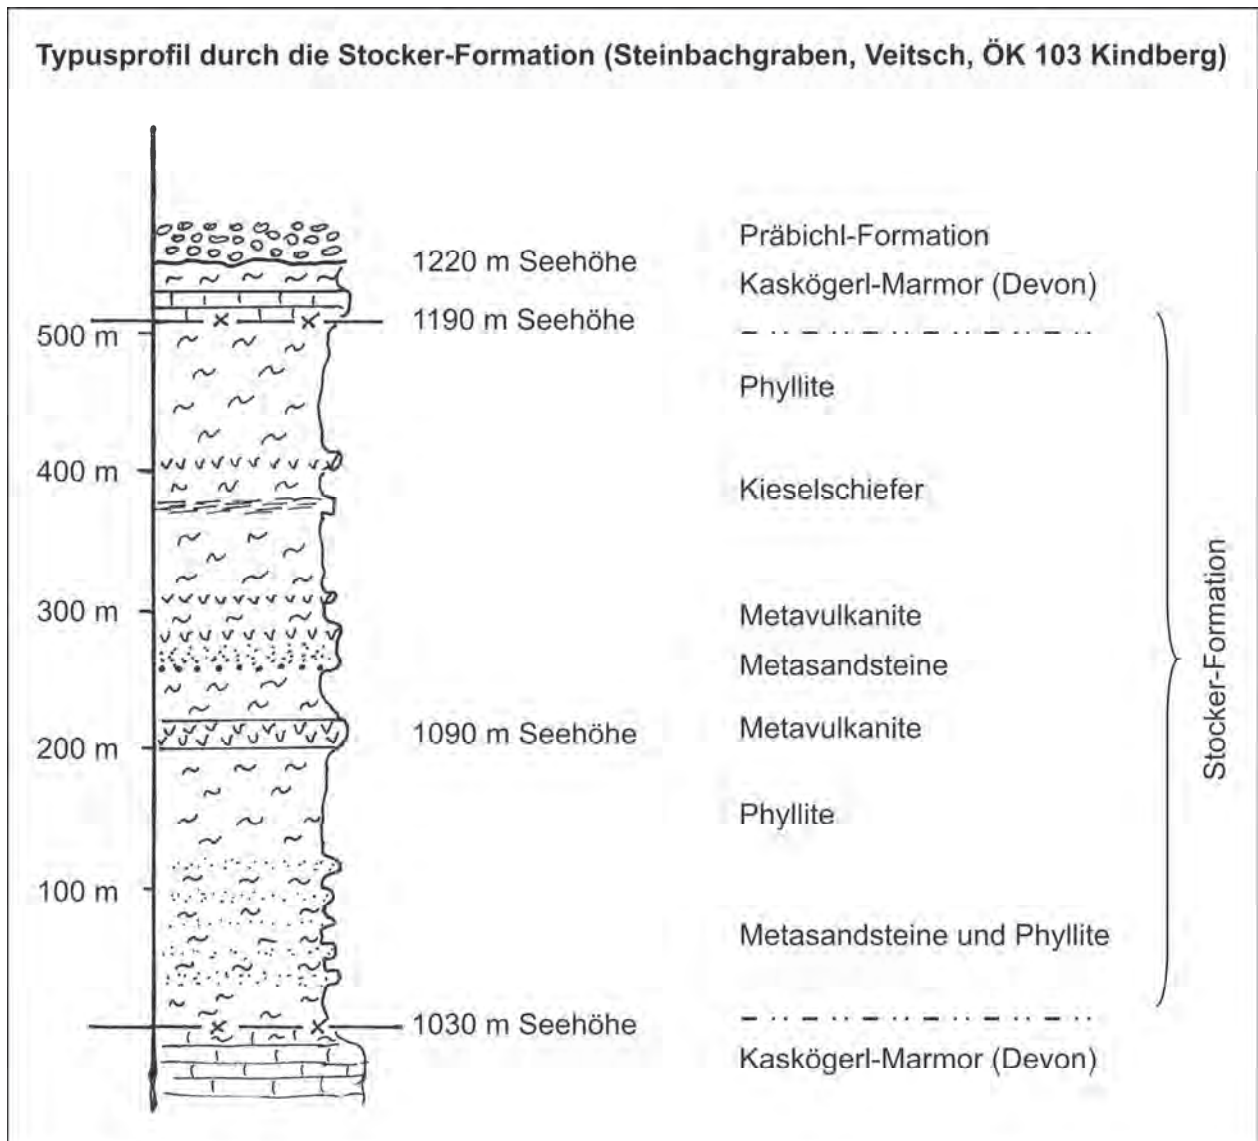 Typusprofil durch die Stocker-Formation (Steinbachgraben, Veitsch, ÖK 103 Kindberg)
Präbichl-Formation
1220 m Seehöhe
Kaskögerl-Marmor (Devon)
1190 m Seehöhe
500 m
Phyllite
400 m
Kieselschiefer
300 m
Metavulkanite
Metasandsteine
Stocker-Formation
1090 m Seehöhe
Metavulkanite
200 m
Phyllite
100 m
Metasandsteine und Phyllite
1030 m Seehöhe
Kaskögerl-Marmor (Devon)